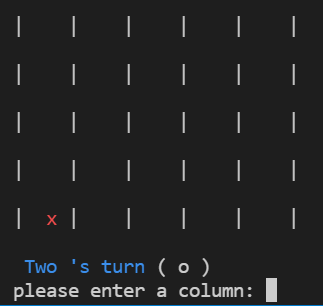 |    |    |    |    |    |
|    |    |    |    |    |
|    |    |    |    |    |
|    |    |    |    |    |
|  x |    |    |    |    |
Two 's turn ( o )
please enter a column: